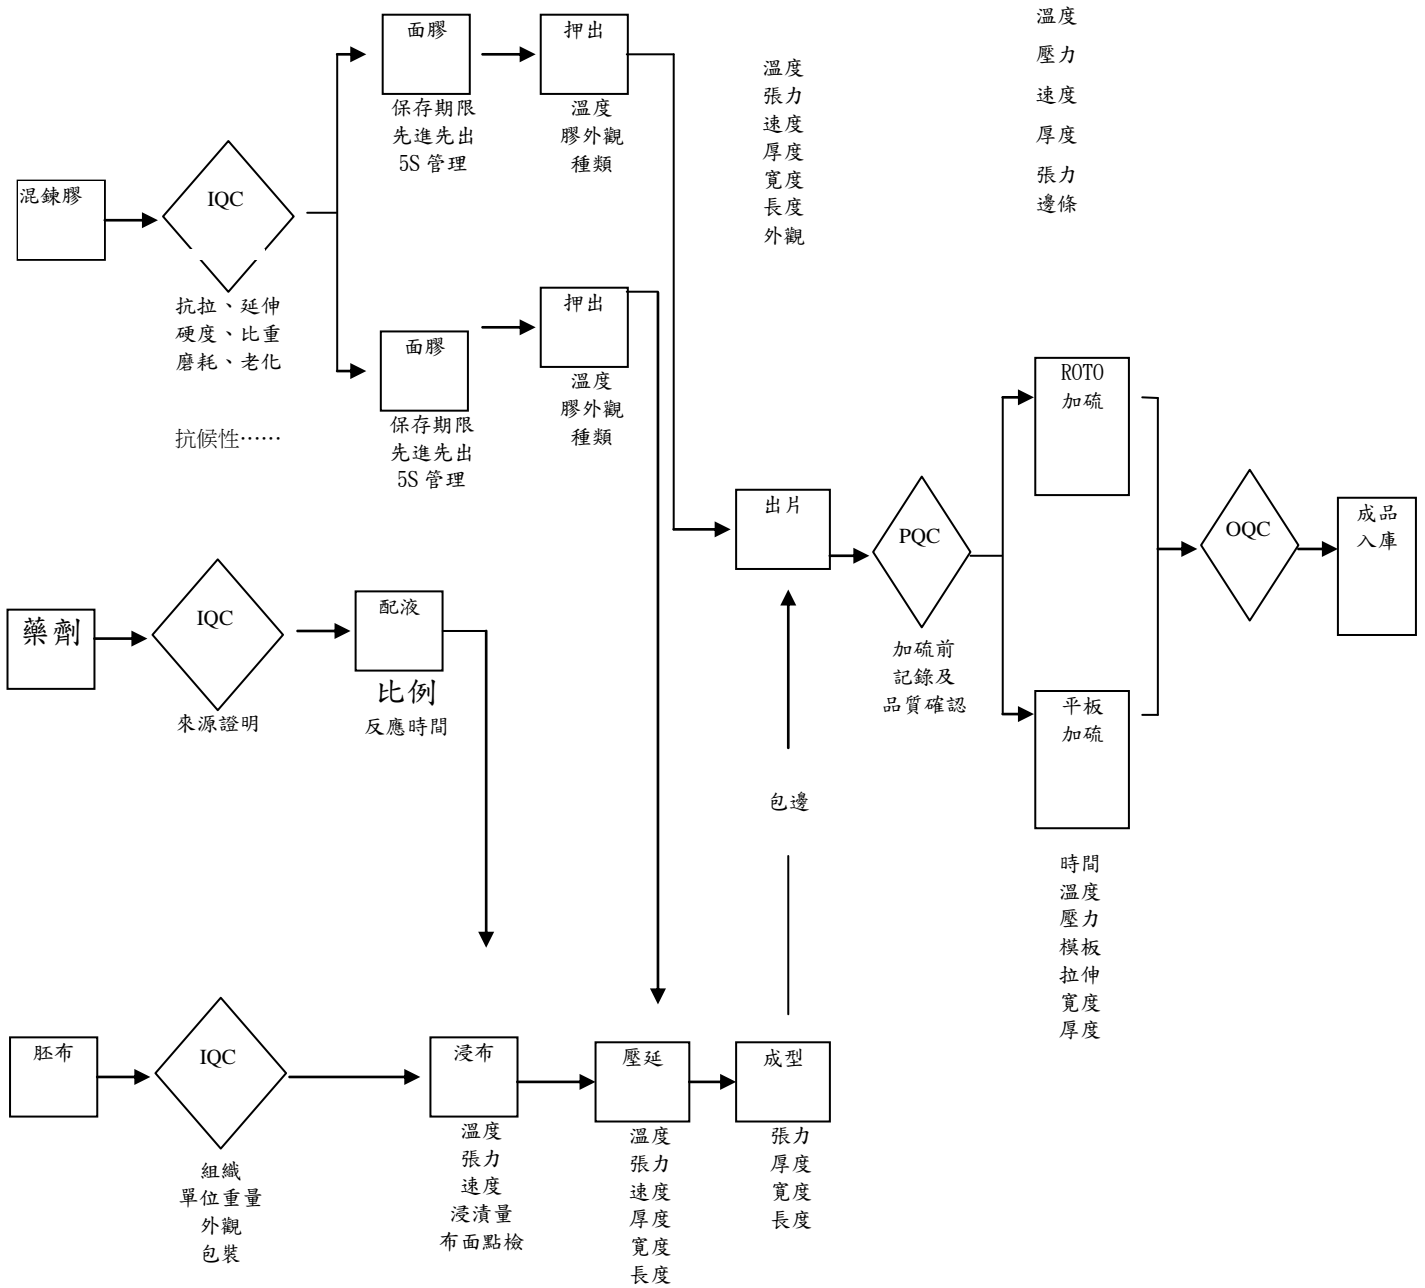 面膠
保存期限
先進先出
5S 管理
押出
溫度
膠外觀
種類
溫度
張力
速度
厚度
寬度
長度
外觀
溫度
壓力
速度
厚度
張力
邊條
混鍊膠
IQC
抗拉、延伸
硬度、比重
磨耗、老化
抗候性……
面膠
保存期限
先進先出
5S 管理
押出
溫度
膠外觀
種類
ROTO
加硫
出片
PQC
加硫前
記錄及
品質確認
OQC
成品
入庫
藥劑
IQC
來源證明
配液
比例
反應時間
平板
加硫
時間
溫度
壓力
模板
拉伸
寬度
厚度
包邊
胚布
IQC
組織
單位重量
外觀
包裝
浸布
溫度
張力
速度
浸漬量
布面點檢
壓延
溫度
張力
速度
厚度
寬度
長度
成型
張力
厚度
寬度
長度